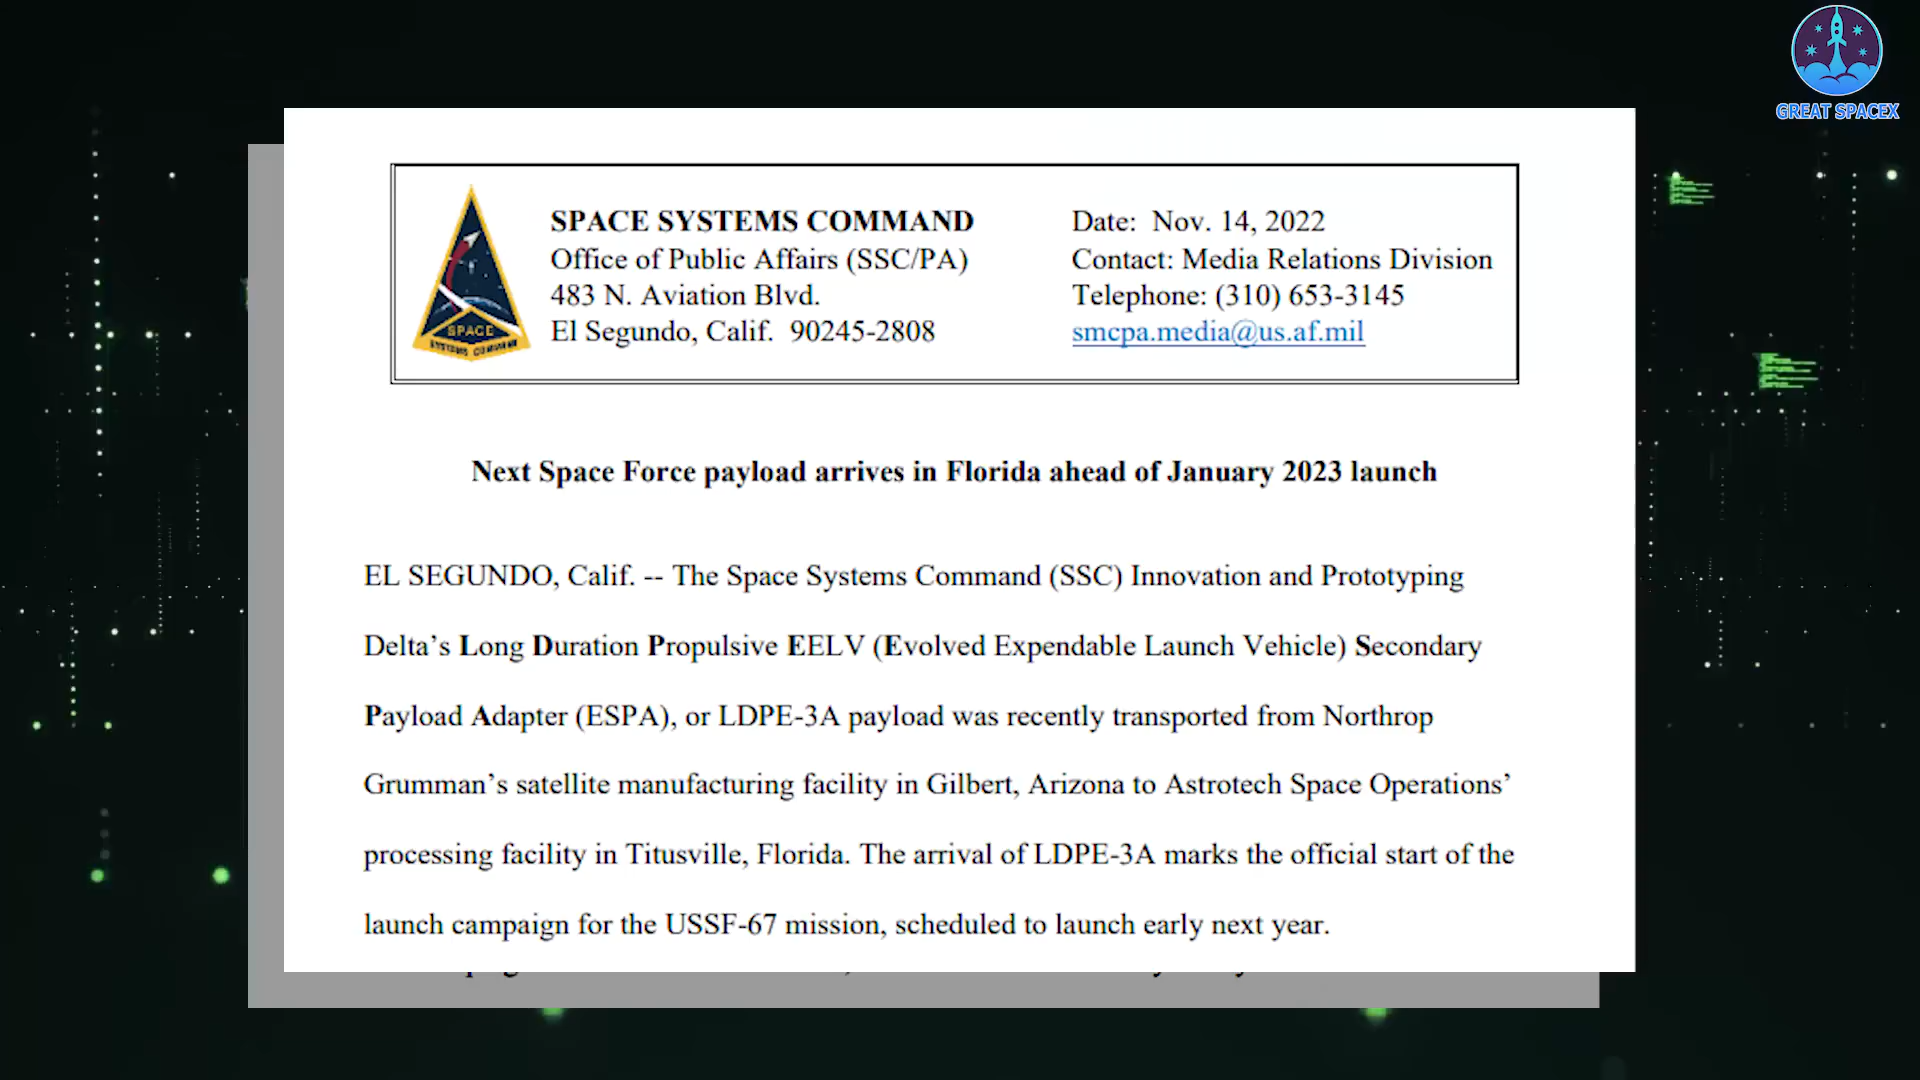 GREAT SPACEX
SPACE SYSTEMS COMMAND
Office of Public Affairs (SSC/PA)
483 N. Aviation Blvd.
El Segundo, Calif.  90245-2808
Date:  Nov. 14, 2022
Contact: Media Relations Division
Telephone: (310) 653-3145
smcpa.media@us.af.mil
SPACE
SYSTEMS COMMAND
Next Space Force payload arrives in Florida ahead of January 2023 launch
EL SEGUNDO, Calif. -- The Space Systems Command (SSC) Innovation and Prototyping
Delta’s Long Duration Propulsive EELV (Evolved Expendable Launch Vehicle) Secondary
Payload Adapter (ESPA), or LDPE-3A payload was recently transported from Northrop
Grumman’s satellite manufacturing facility in Gilbert, Arizona to Astrotech Space Operations’
processing facility in Titusville, Florida. The arrival of LDPE-3A marks the official start of the
launch campaign for the USSF-67 mission, scheduled to launch early next year.